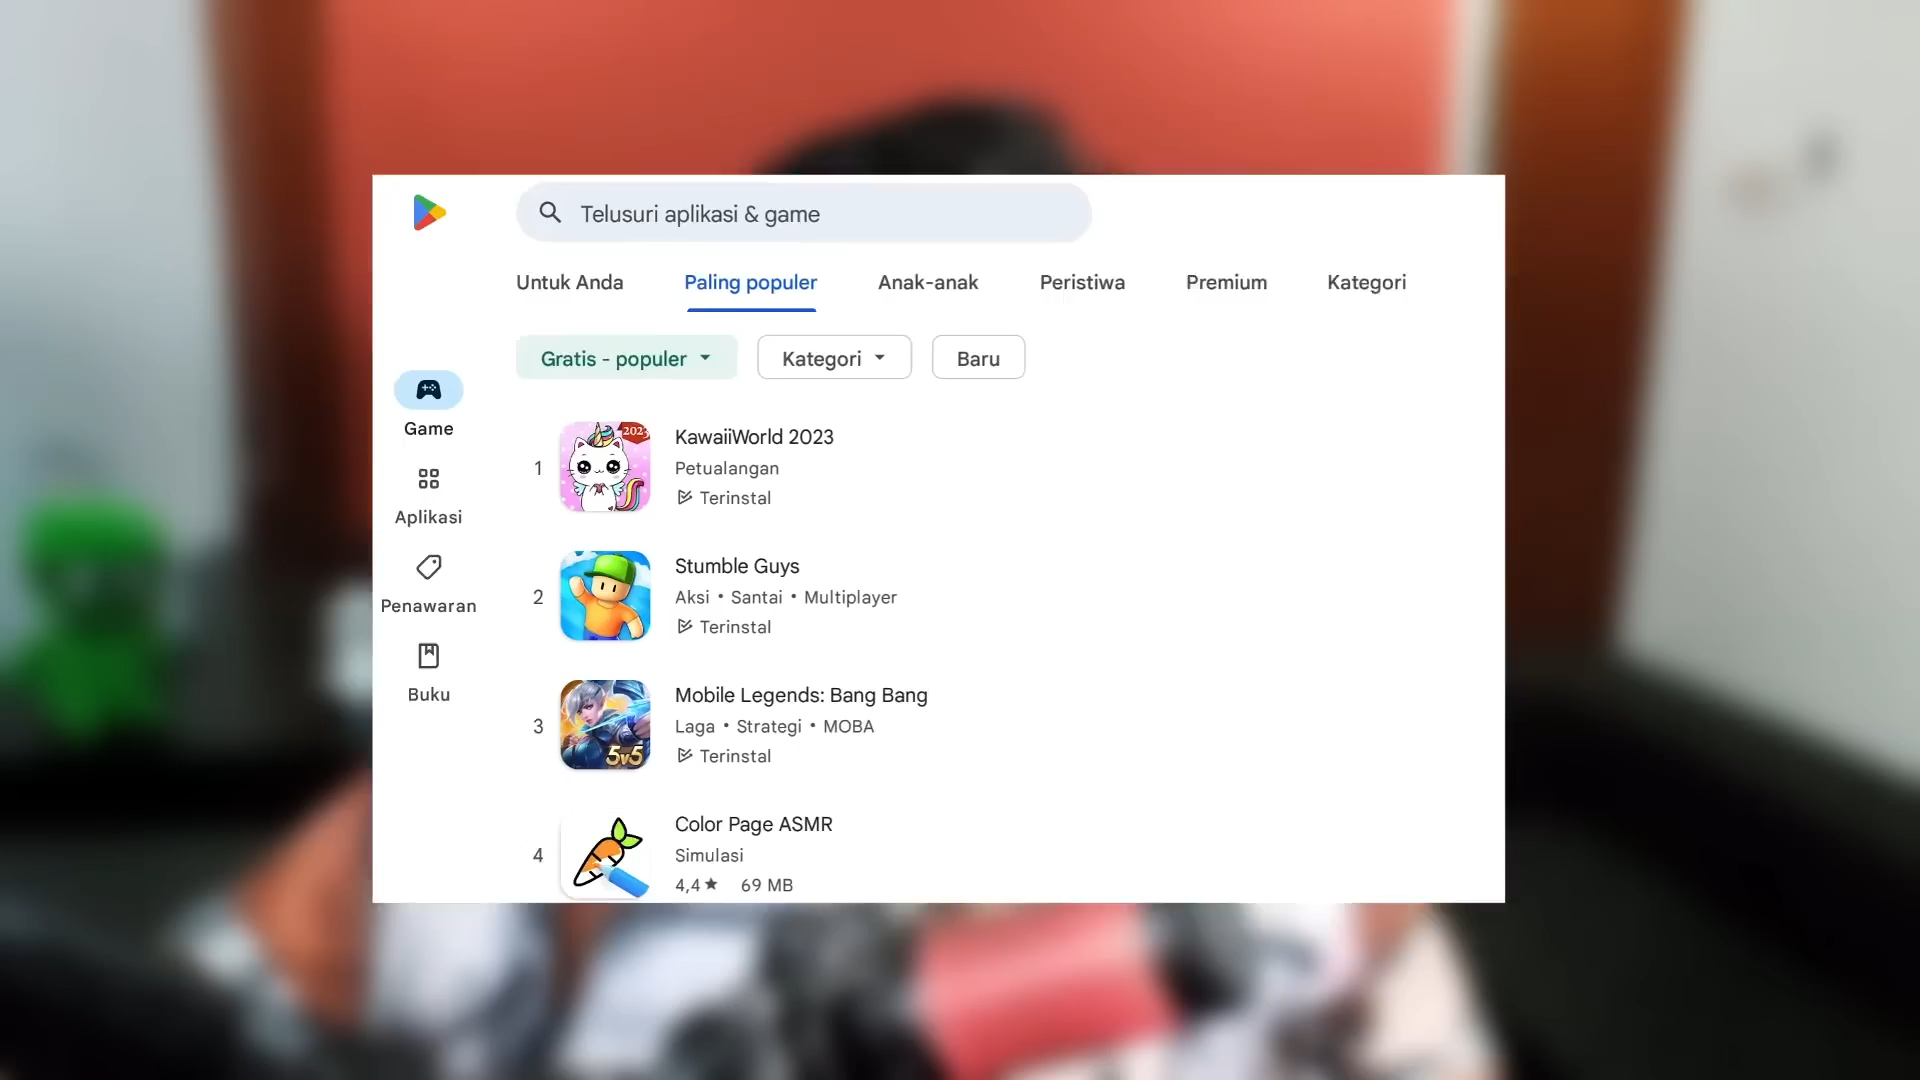 Telusuri aplikasi & game
Untuk Anda
Paling populer
Anak-anak
Peristiwa
Premium
Kategori
Gratis - populer
Kategori
Baru
Game
Aplikasi
Penawaran
Buku
1
2023
KawaiiWorld 2023
Petualangan
Terinstal
2
Stumble Guys
Aksi • Santai • Multiplayer
Terinstal
3
5v5
Mobile Legends: Bang Bang
Laga • Strategi • MOBA
Terinstal
4
Color Page ASMR
Simulasi
4,4★ 69 MB